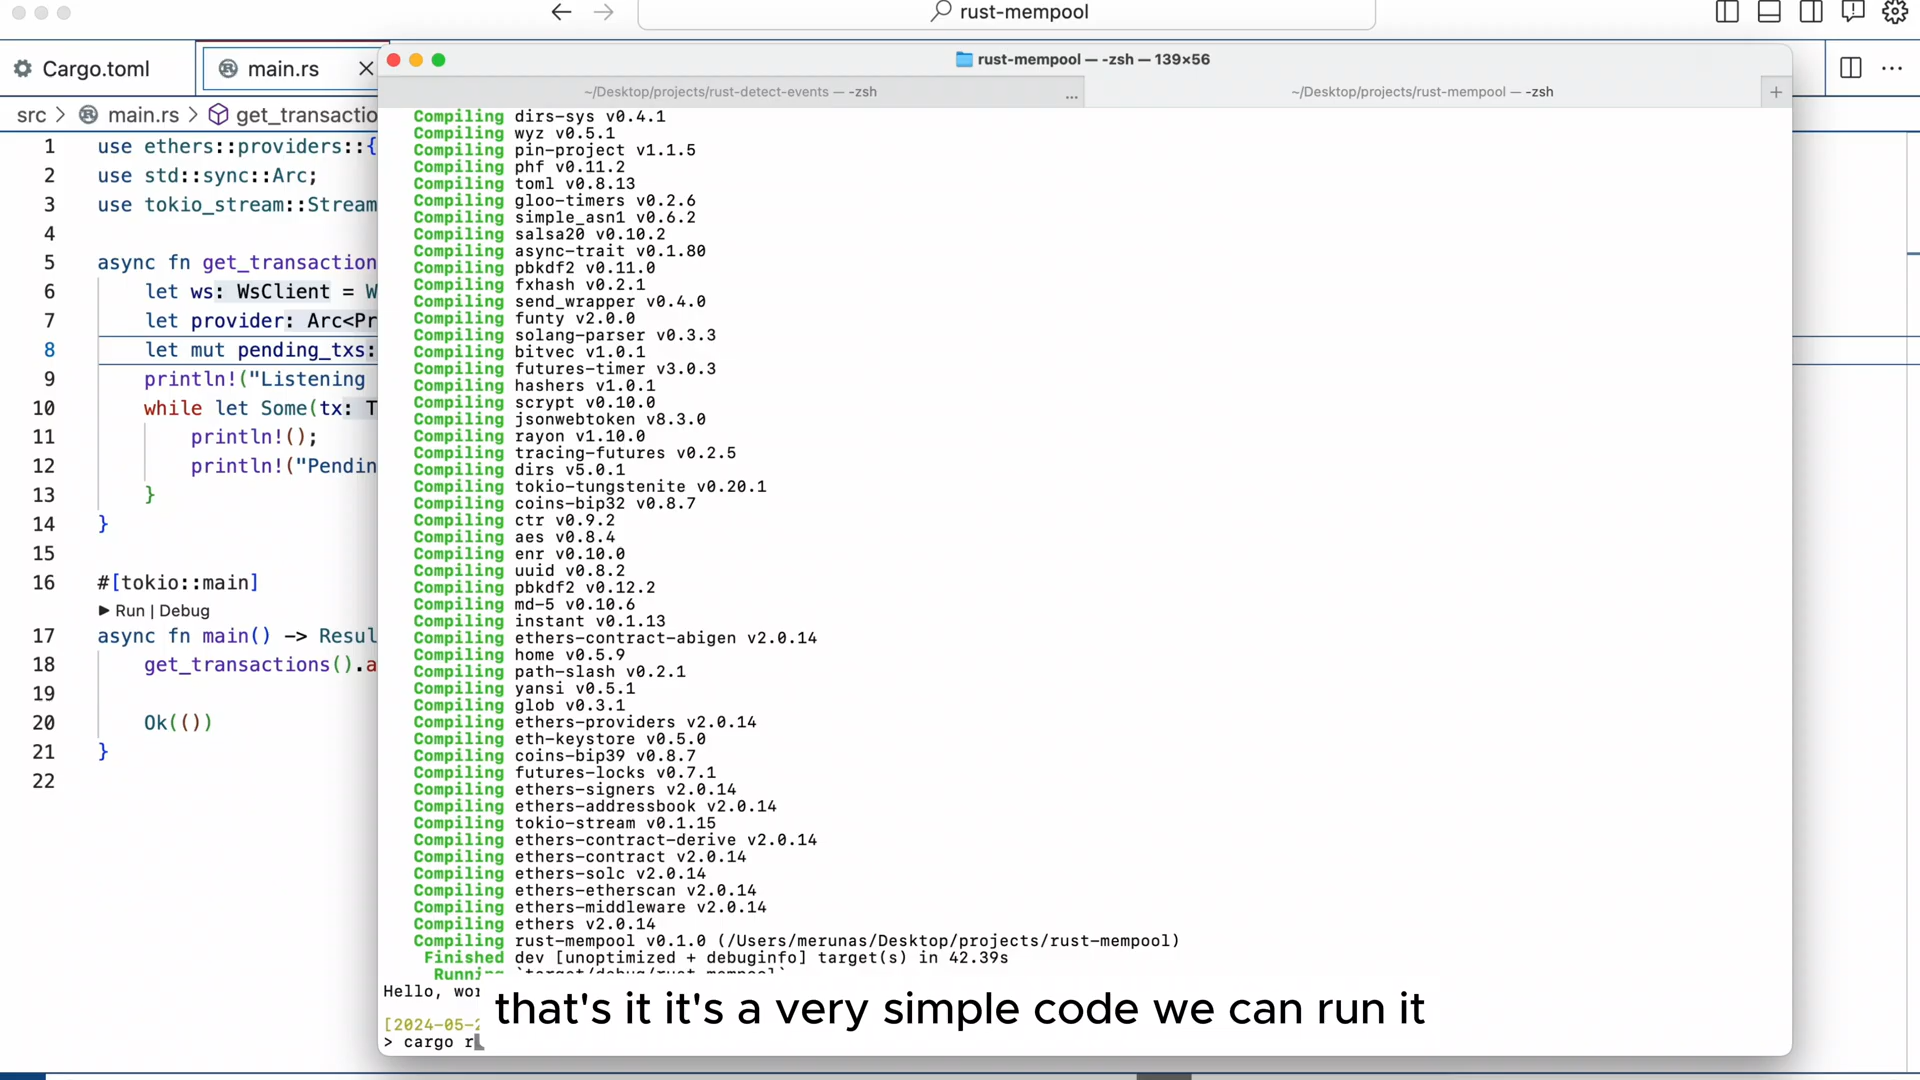 rust-mempool
Cargo.toml
main.rs
rust-mempool — -zsh — 139×56
~/Desktop/projects/rust-detect-events — -zsh
...
~/Desktop/projects/rust-mempool — -zsh
src > main.rs > get_transactio
1 use ethers::providers::{
2 use std::sync::Arc;
3 use tokio_stream::Stream
4
5 async fn get_transaction
6 let ws: WsClient = W
7 let provider: Arc<Pr
8 let mut pending_txs:
9 println!("Listening
10 while let Some(tx: T
11 println!();
12 println!("Pendin
13 }
14 }
15
16 #[tokio::main]
Run | Debug
17 async fn main() -> Resul
18 get_transactions().a
19
20 Ok(())
21 }
22
Compiling dirs-sys v0.4.1
Compiling wyz v0.5.1
Compiling pin-project v1.1.5
Compiling phf v0.11.2
Compiling toml v0.8.13
Compiling gloo-timers v0.2.6
Compiling simple_asn1 v0.6.2
Compiling salsa20 v0.10.2
Compiling async-trait v0.1.80
Compiling pbkdf2 v0.11.0
Compiling fxhash v0.2.1
Compiling send_wrapper v0.4.0
Compiling funty v2.0.0
Compiling solang-parser v0.3.3
Compiling bitvec v1.0.1
Compiling futures-timer v3.0.3
Compiling hashers v1.0.1
Compiling scrypt v0.10.0
Compiling jsonwebtoken v8.3.0
Compiling rayon v1.10.0
Compiling tracing-futures v0.2.5
Compiling dirs v5.0.1
Compiling tokio-tungstenite v0.20.1
Compiling coins-bip32 v0.8.7
Compiling ctr v0.9.2
Compiling aes v0.8.4
Compiling enr v0.10.0
Compiling uuid v0.8.2
Compiling pbkdf2 v0.12.2
Compiling md-5 v0.10.6
Compiling instant v0.1.13
Compiling ethers-contract-abigen v2.0.14
Compiling home v0.5.9
Compiling path-slash v0.2.1
Compiling yansi v0.5.1
Compiling glob v0.3.1
Compiling ethers-providers v2.0.14
Compiling eth-keystore v0.5.0
Compiling coins-bip39 v0.8.7
Compiling futures-locks v0.7.1
Compiling ethers-signers v2.0.14
Compiling ethers-addressbook v2.0.14
Compiling tokio-stream v0.1.15
Compiling ethers-contract-derive v2.0.14
Compiling ethers-contract v2.0.14
Compiling ethers-solc v2.0.14
Compiling ethers-etherscan v2.0.14
Compiling ethers-middleware v2.0.14
Compiling ethers v2.0.14
Compiling rust-mempool v0.1.0 (/Users/merunas/Desktop/projects/rust-mempool)
Finished dev [unoptimized + debuginfo] target(s) in 42.39s
Running `target/debug/rust-mempool`
Hello, wor
[2024-05-2
> cargo r
that's it it's a very simple code we can run it